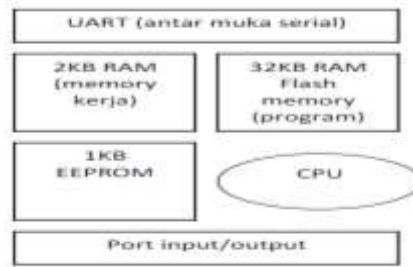 UART (antar muka serial)
2KB RAM
(memory
kerja)
32KB RAM
Flash
memory
(program)
1KB
EEPROM
CPU
Port input/output